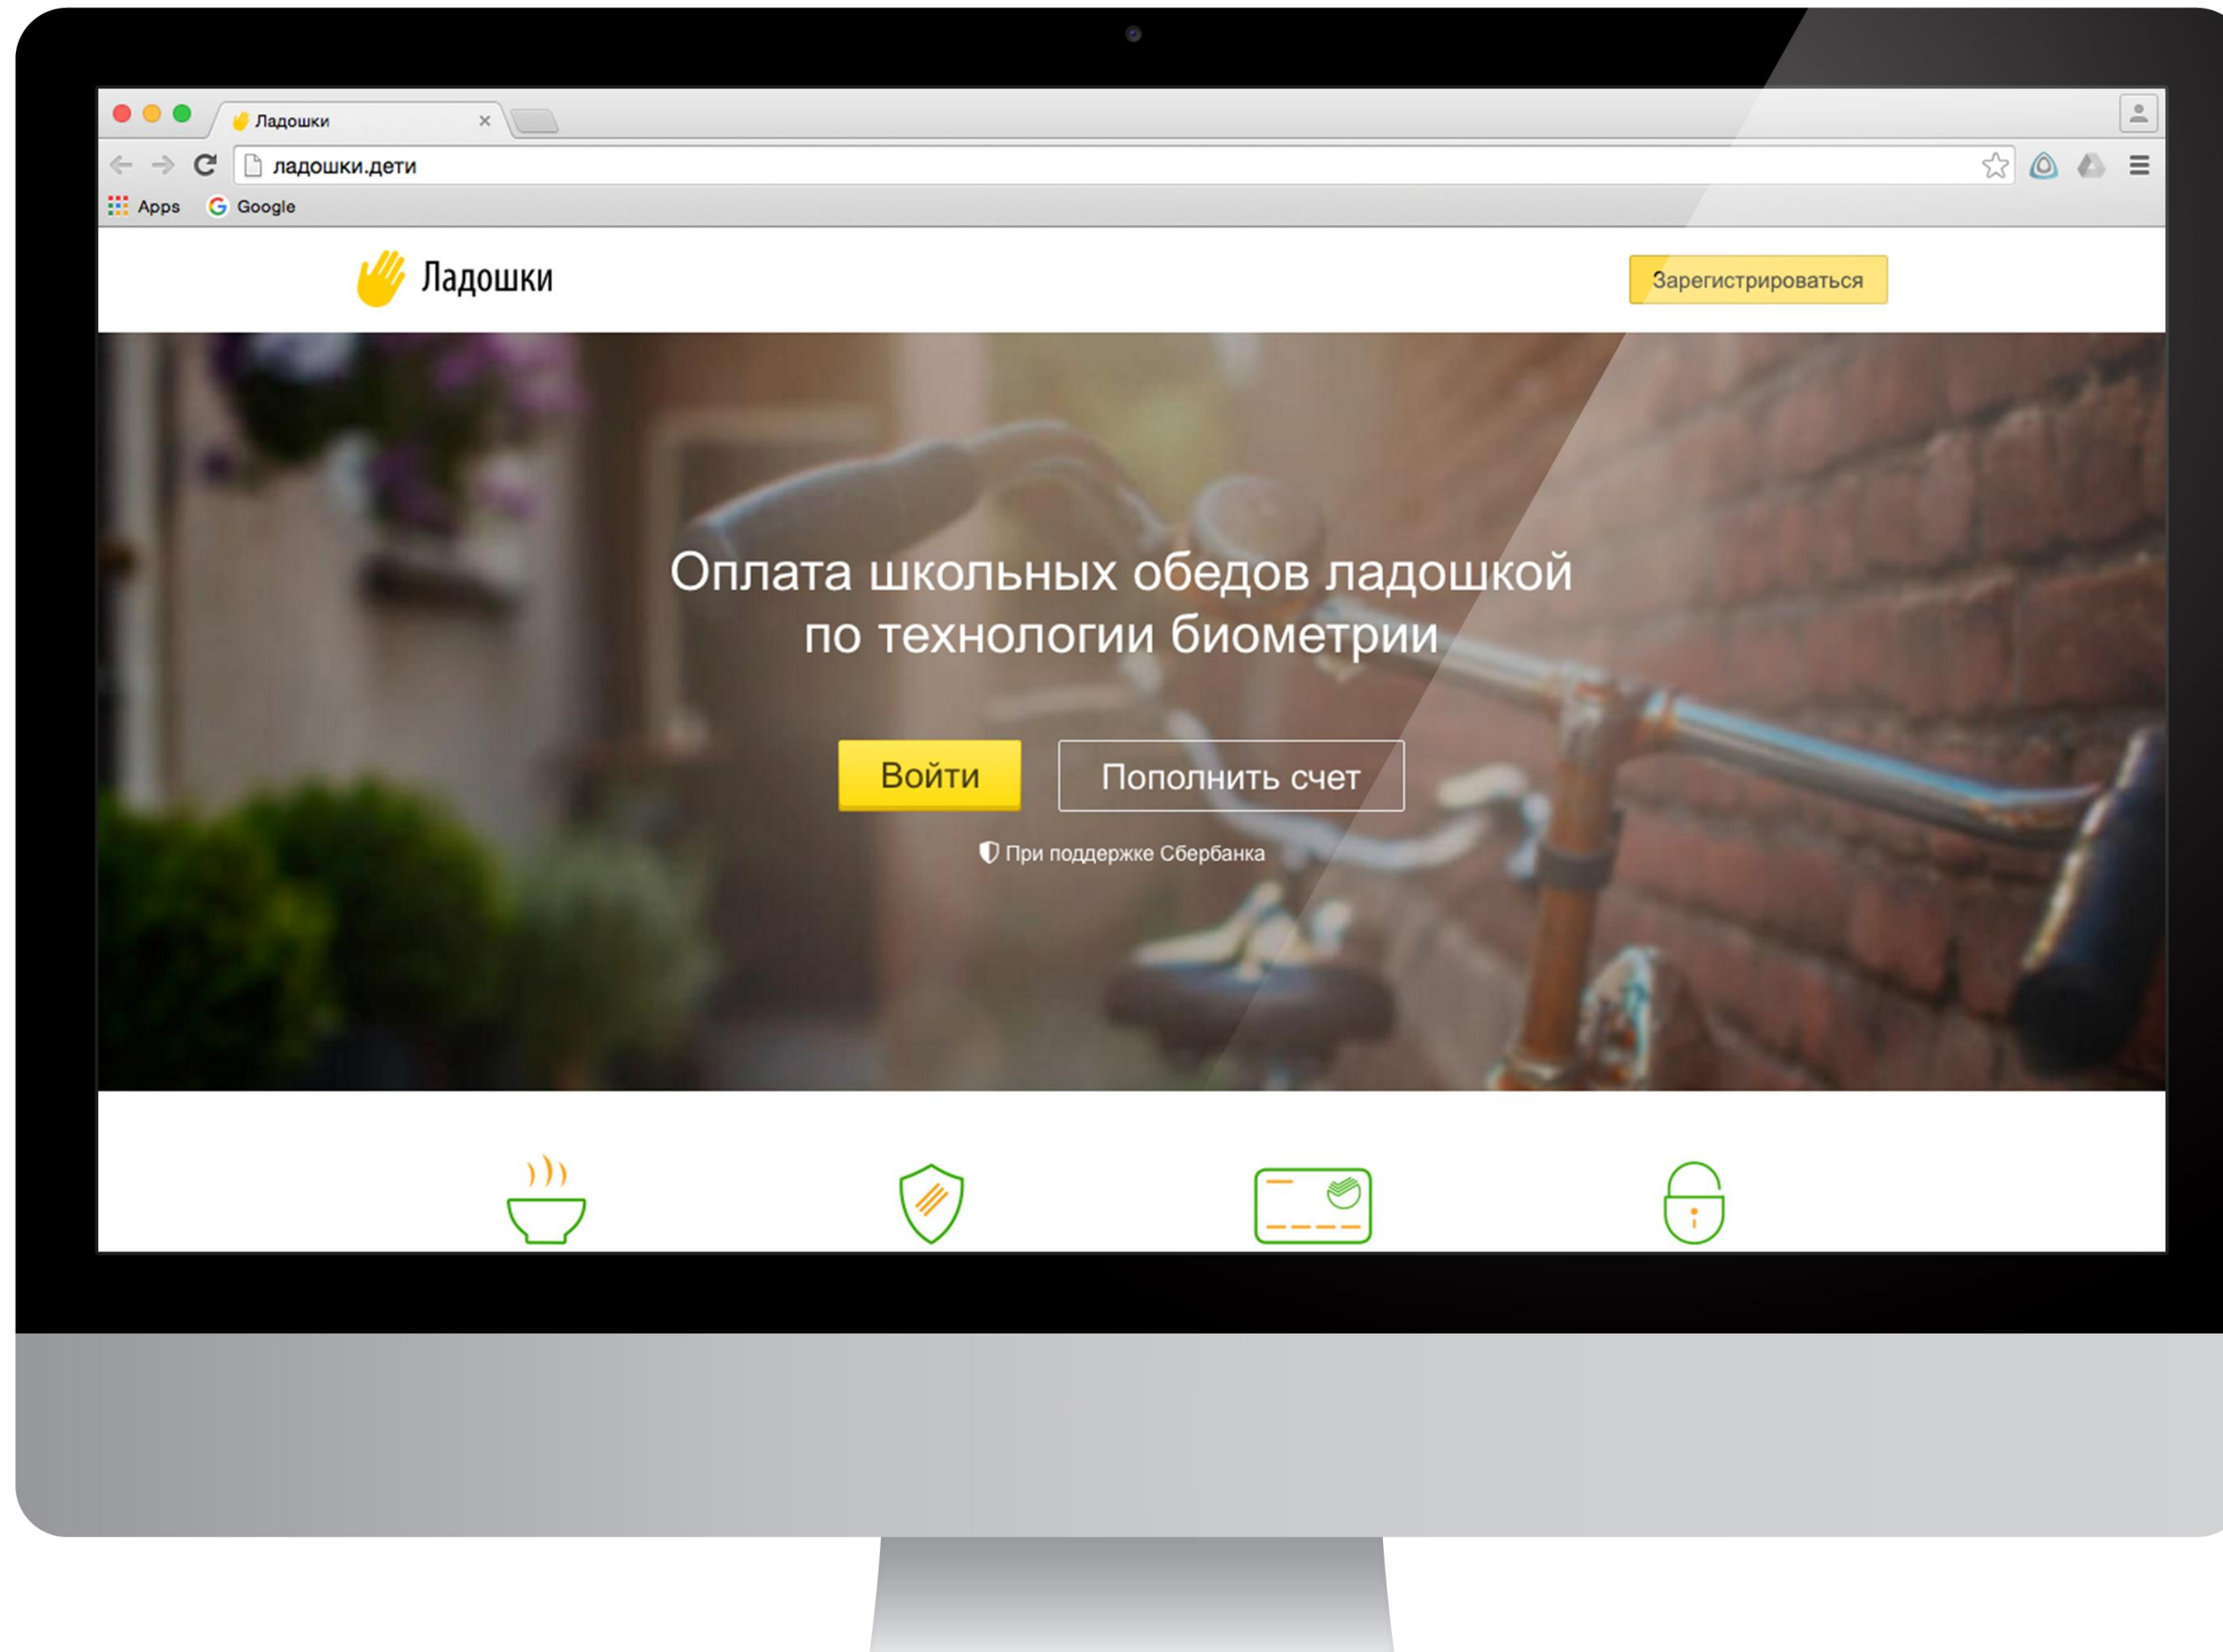 Ладошки
ладошки.дети
Apps Google
Ладошки
Зарегистрироваться
Оплата школьных обедов ладошкой
по технологии биометрии
Войти
Пополнить счет
При поддержке Сбербанка